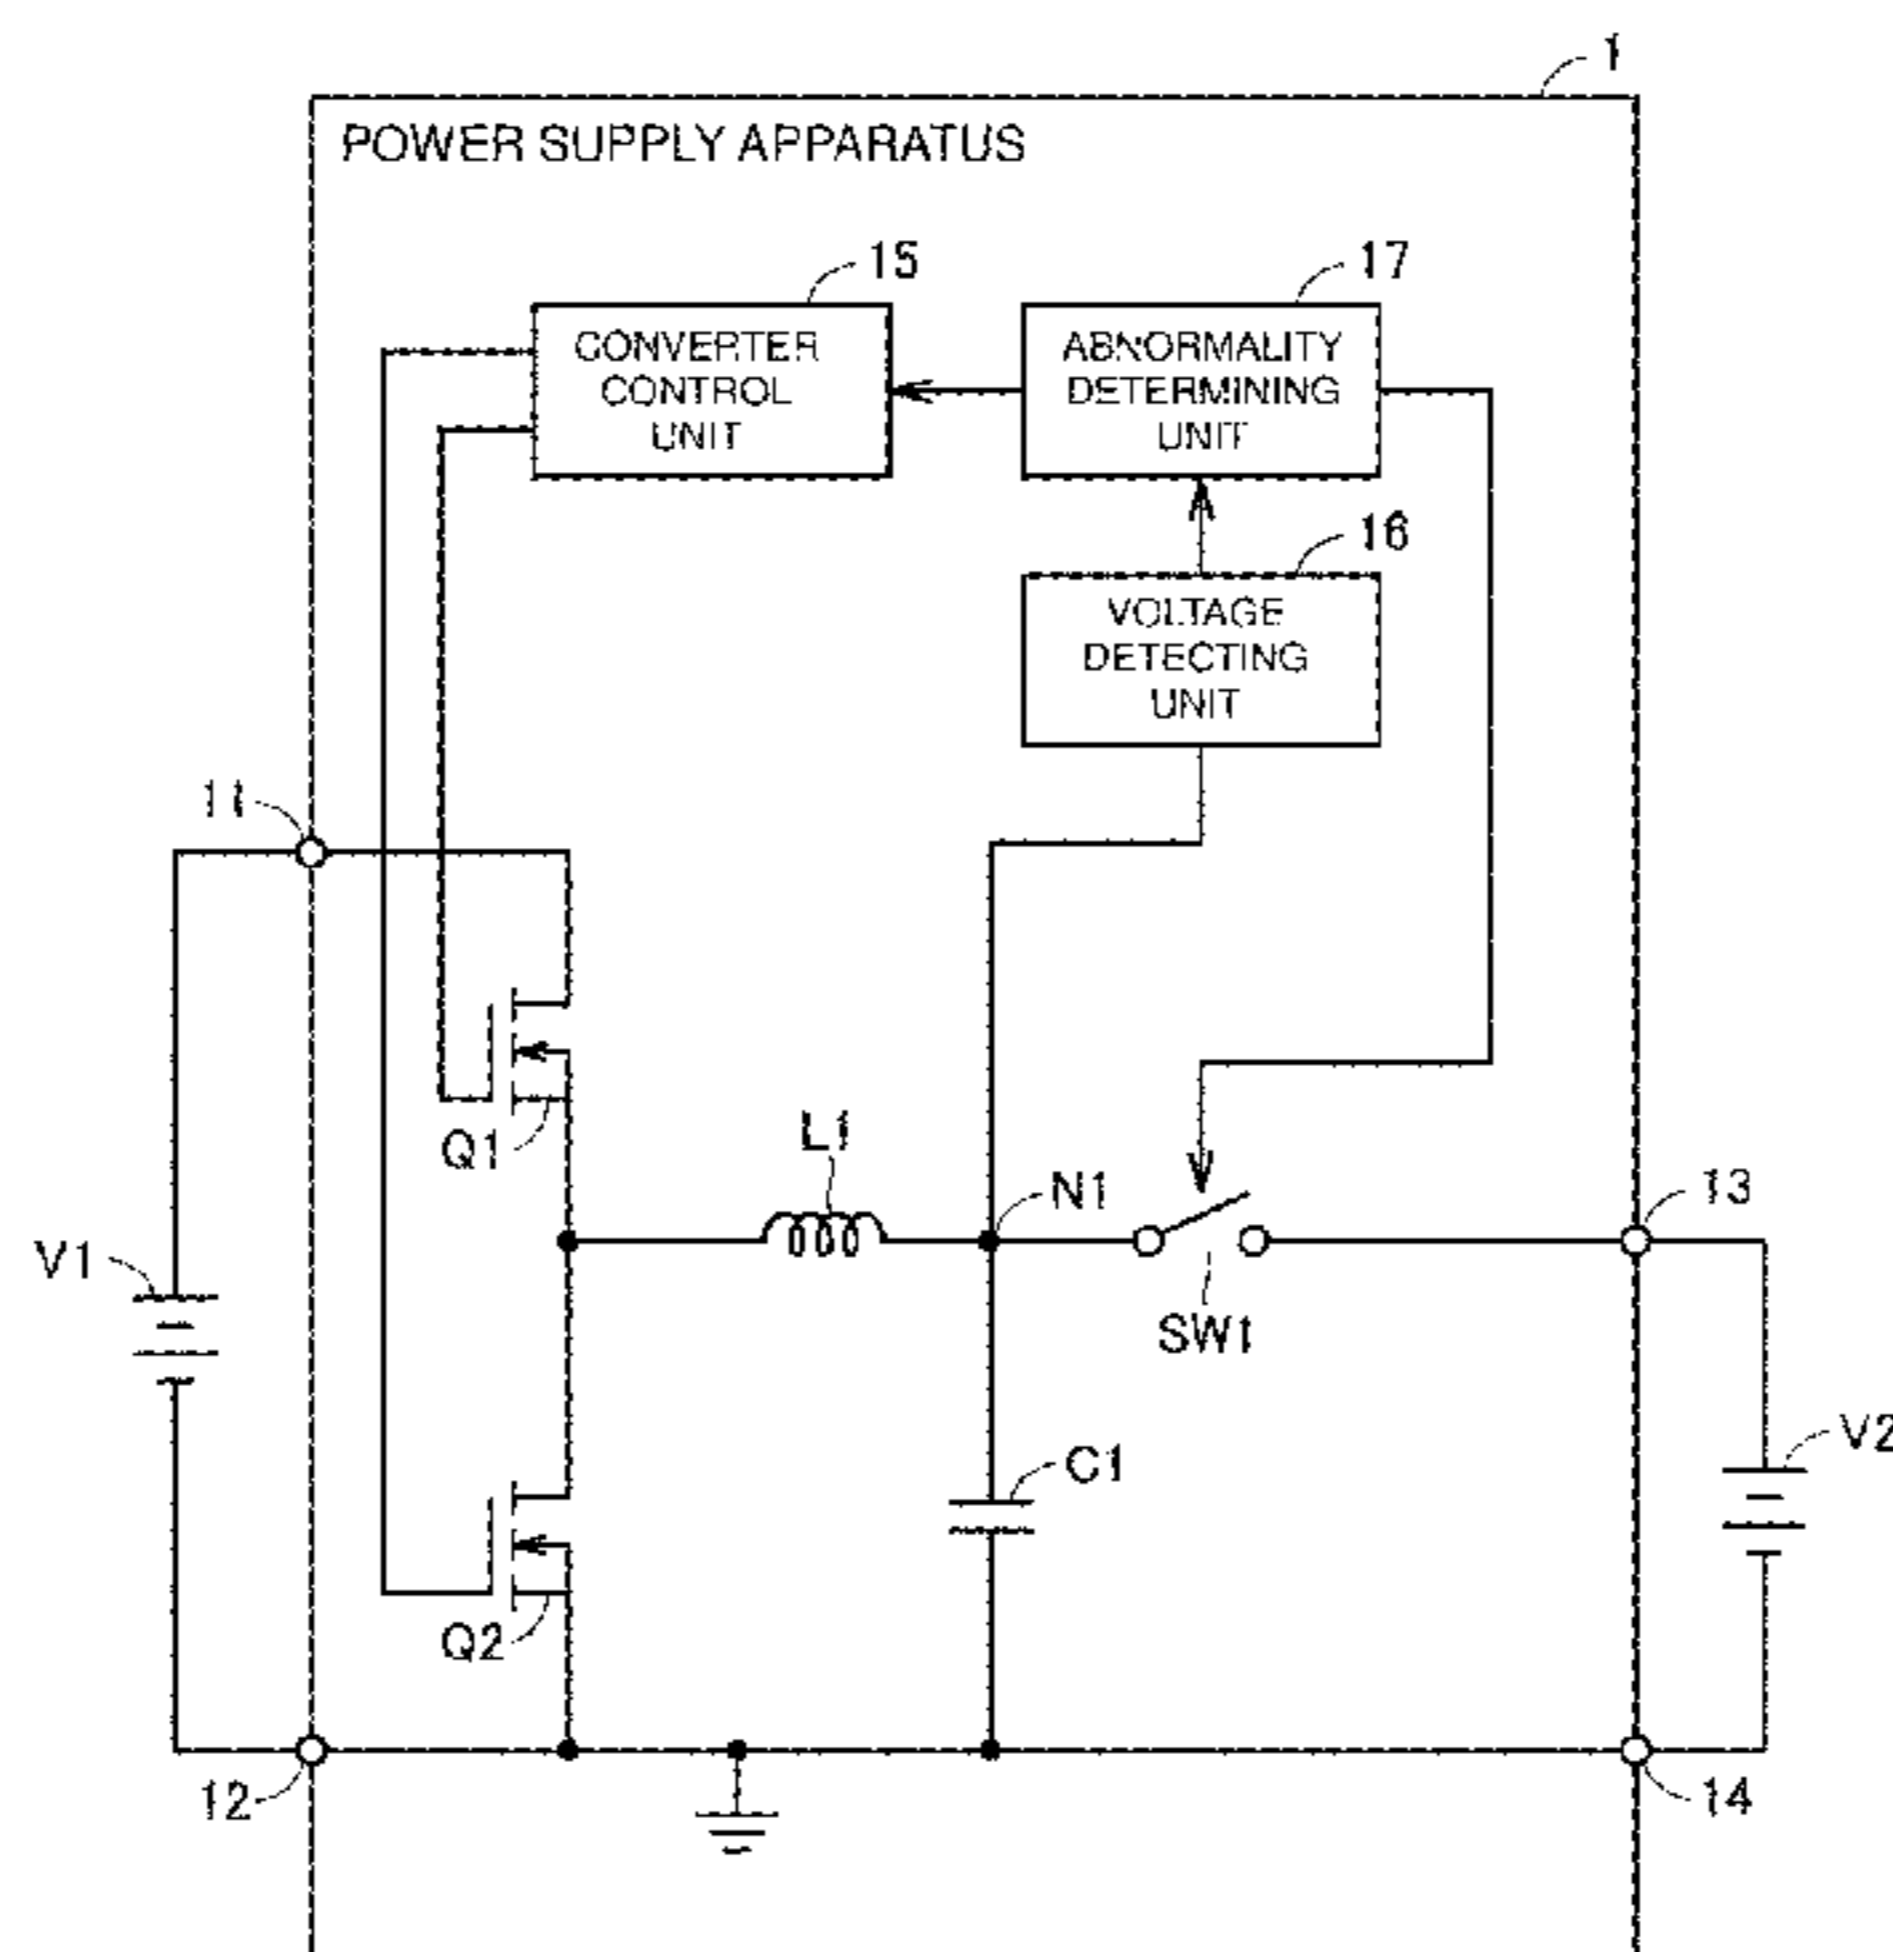 1
POWER SUPPLY APPARATUS
15
17
CONVERTER
CONTROL
UNIT
ABNORMALITY
DETERMINING
UNIT
16
VOLTAGE
DETECTING
UNIT
11
Q1
L1
N1
13
V1
SW1
V2
C1
Q2
12
14